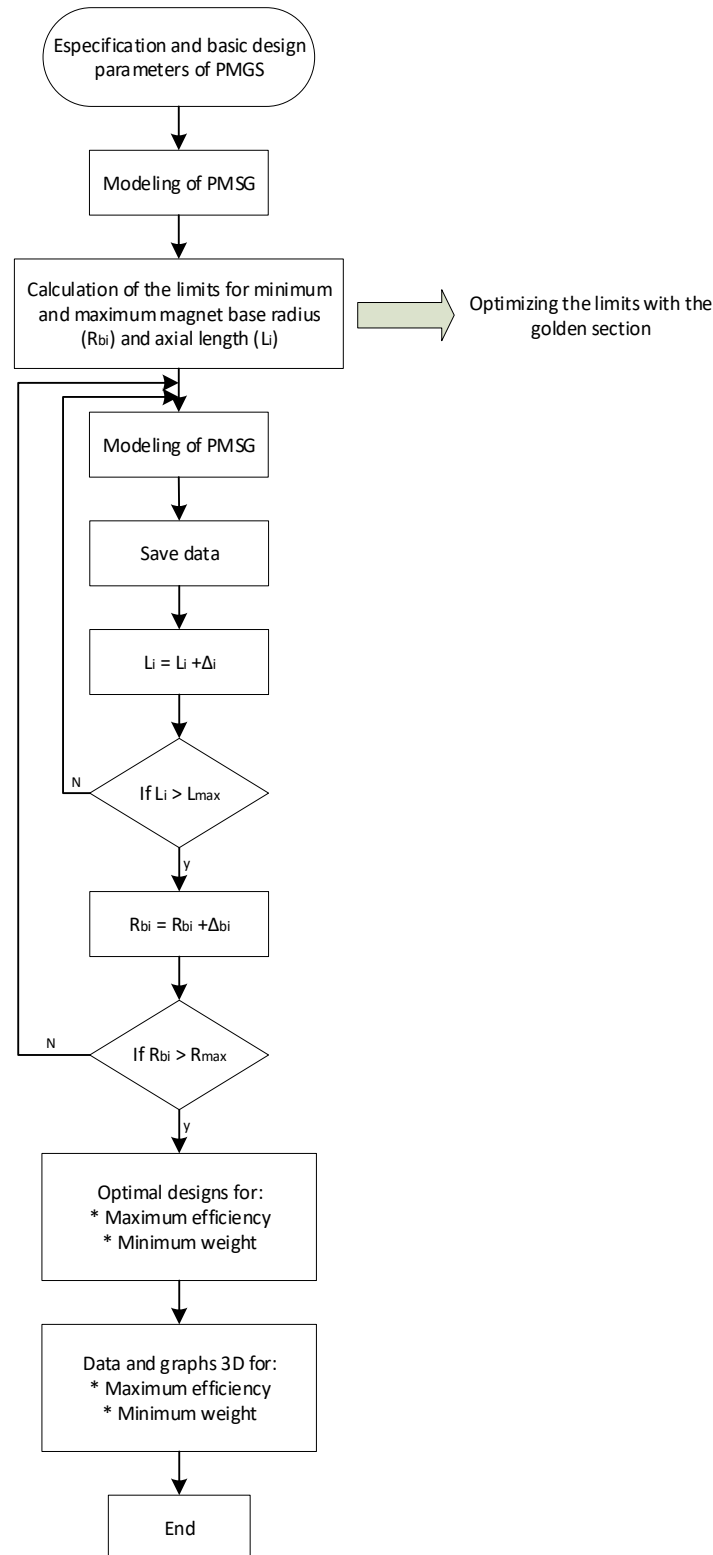 Especification and basic design
parameters of PMGS
Modeling of PMSG
Calculation of the limits for minimum
and maximum magnet base radius
(Rbi) and axial length (Li)
Optimizing the limits with the
golden section
Modeling of PMSG
Save data
Li = Li +Δi
If Li > Lmax
N
y
Rbi = Rbi +Δbi
If Rbi > Rmax
N
y
Optimal designs for:
* Maximum efficiency
* Minimum weight
Data and graphs 3D for:
* Maximum efficiency
* Minimum weight
End